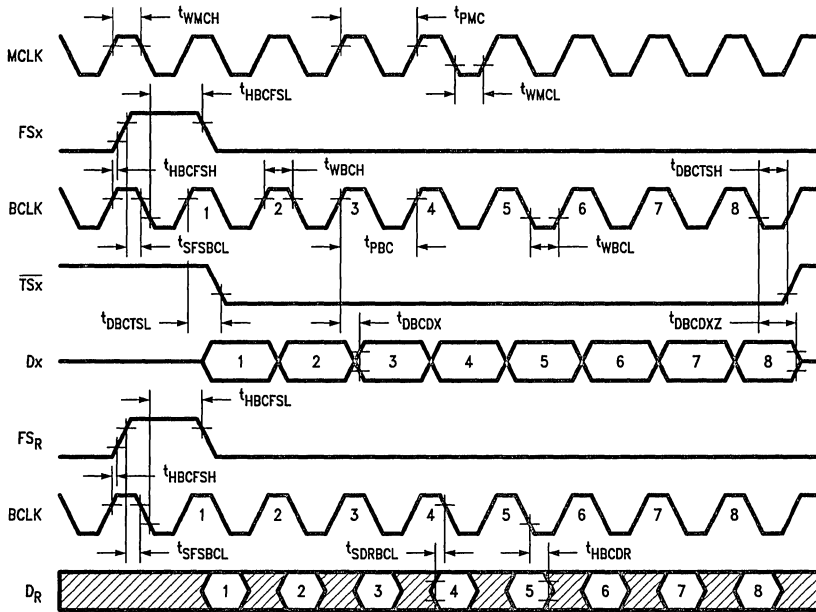 tWMCH tPMC
MCLK
tHBCFSL tWMCL
FSx
tHBCFSH tWBCH tDBCTSH
BCLK 1 2 3 4 5 6 7 8
tSFSBCL tPBC tWBCL
TSx
tDBCTSL tDBCDX tDBCDXZ
Dx 1 2 3 4 5 6 7 8
tHBCFSL
FSR
tHBCFSH
BCLK 1 2 3 4 5 6 7 8
tSFSBCL tSDRBCL tHBCDR
DR 1 2 3 4 5 6 7 8